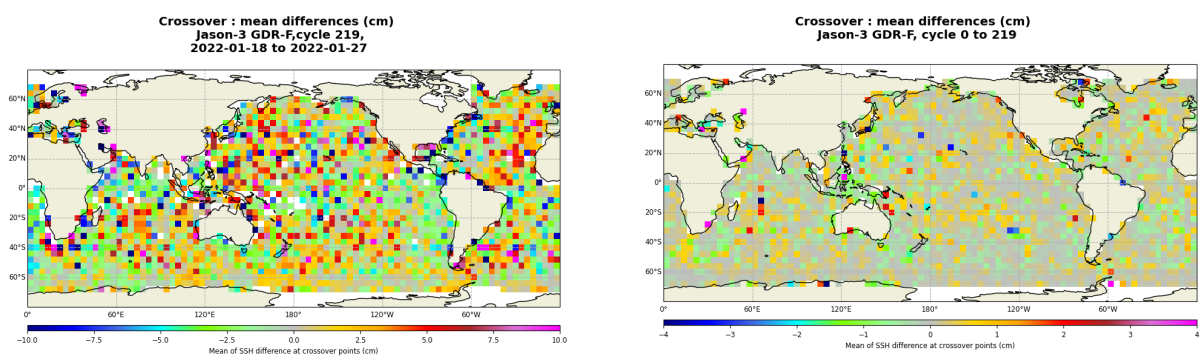 Crossover : mean differences (cm)
Jason-3 GDR-F,cycle 219,
2022-01-18 to 2022-01-27
60°N
40°N
20°N
0°
20°S
40°S
60°S
0° 60°E 120°E 180° 120°W 60°W
−10.0 −7.5 −5.0 −2.5 0.0 2.5 5.0 7.5 10.0
Mean of SSH difference at crossover points (cm)
Crossover : mean differences (cm)
Jason-3 GDR-F, cycle 0 to 219
60°N
40°N
20°N
0°
20°S
40°S
60°S
0° 60°E 120°E 180° 120°W 60°W
−4 −3 −2 −1 0 1 2 3 4
Mean of SSH difference at crossover points (cm)